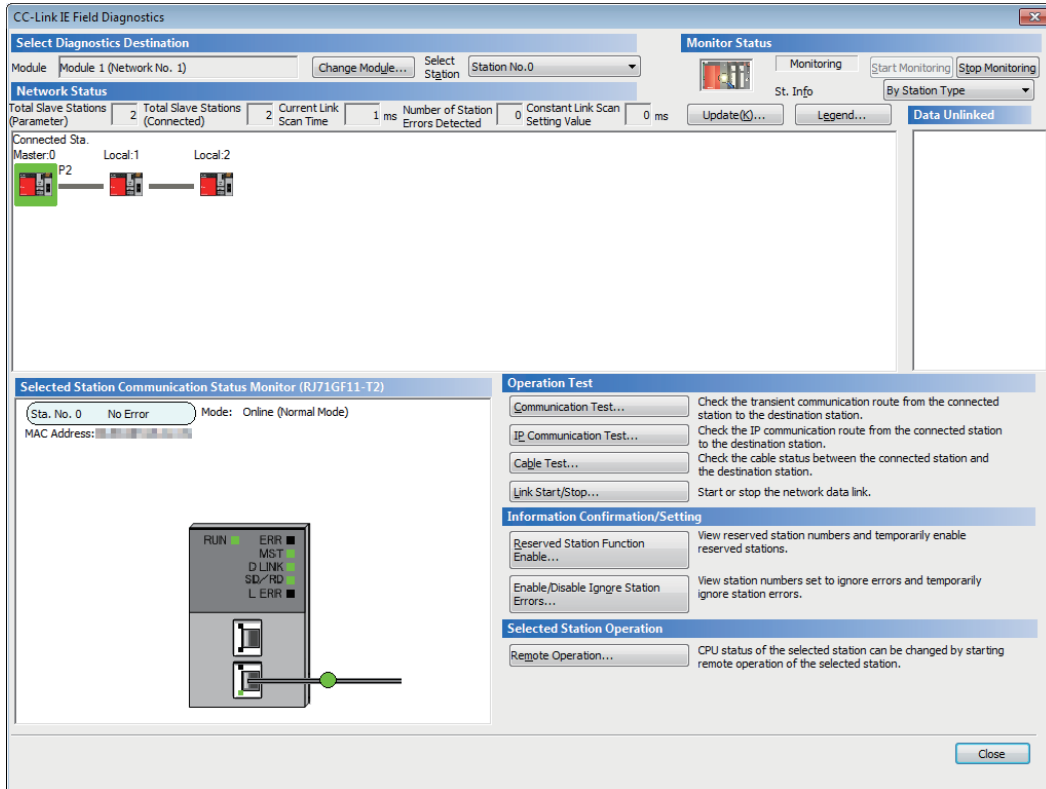 CC-Link IE Field Diagnostics
Select Diagnostics Destination
Module Module 1 (Network No. 1) Change Module... Select Station Station No.0
Monitor Status
Monitoring Start Monitoring Stop Monitoring
St. Info By Station Type
Network Status
Total Slave Stations (Parameter) 2 Total Slave Stations (Connected) 2 Current Link Scan Time 1 ms Number of Station Errors Detected 0 Constant Link Scan Setting Value 0 ms
Update(K)... Legend... Data Unlinked
Connected Sta.
Master:0 Local:1 Local:2
P2
Selected Station Communication Status Monitor (RJ71GF11-T2)
Sta. No. 0 No Error Mode: Online (Normal Mode)
MAC Address:
RUN ERR
MST
D LINK
SD/RD
L ERR
Operation Test
Communication Test... Check the transient communication route from the connected
station to the destination station.
IP Communication Test... Check the IP communication route from the connected station
to the destination station.
Cable Test... Check the cable status between the connected station and
the destination station.
Link Start/Stop... Start or stop the network data link.
Information Confirmation/Setting
Reserved Station Function
Enable...
View reserved station numbers and temporarily enable
reserved stations.
Enable/Disable Ignore Station
Errors...
View station numbers set to ignore errors and temporarily
ignore station errors.
Selected Station Operation
Remote Operation... CPU status of the selected station can be changed by starting
remote operation of the selected station.
Close